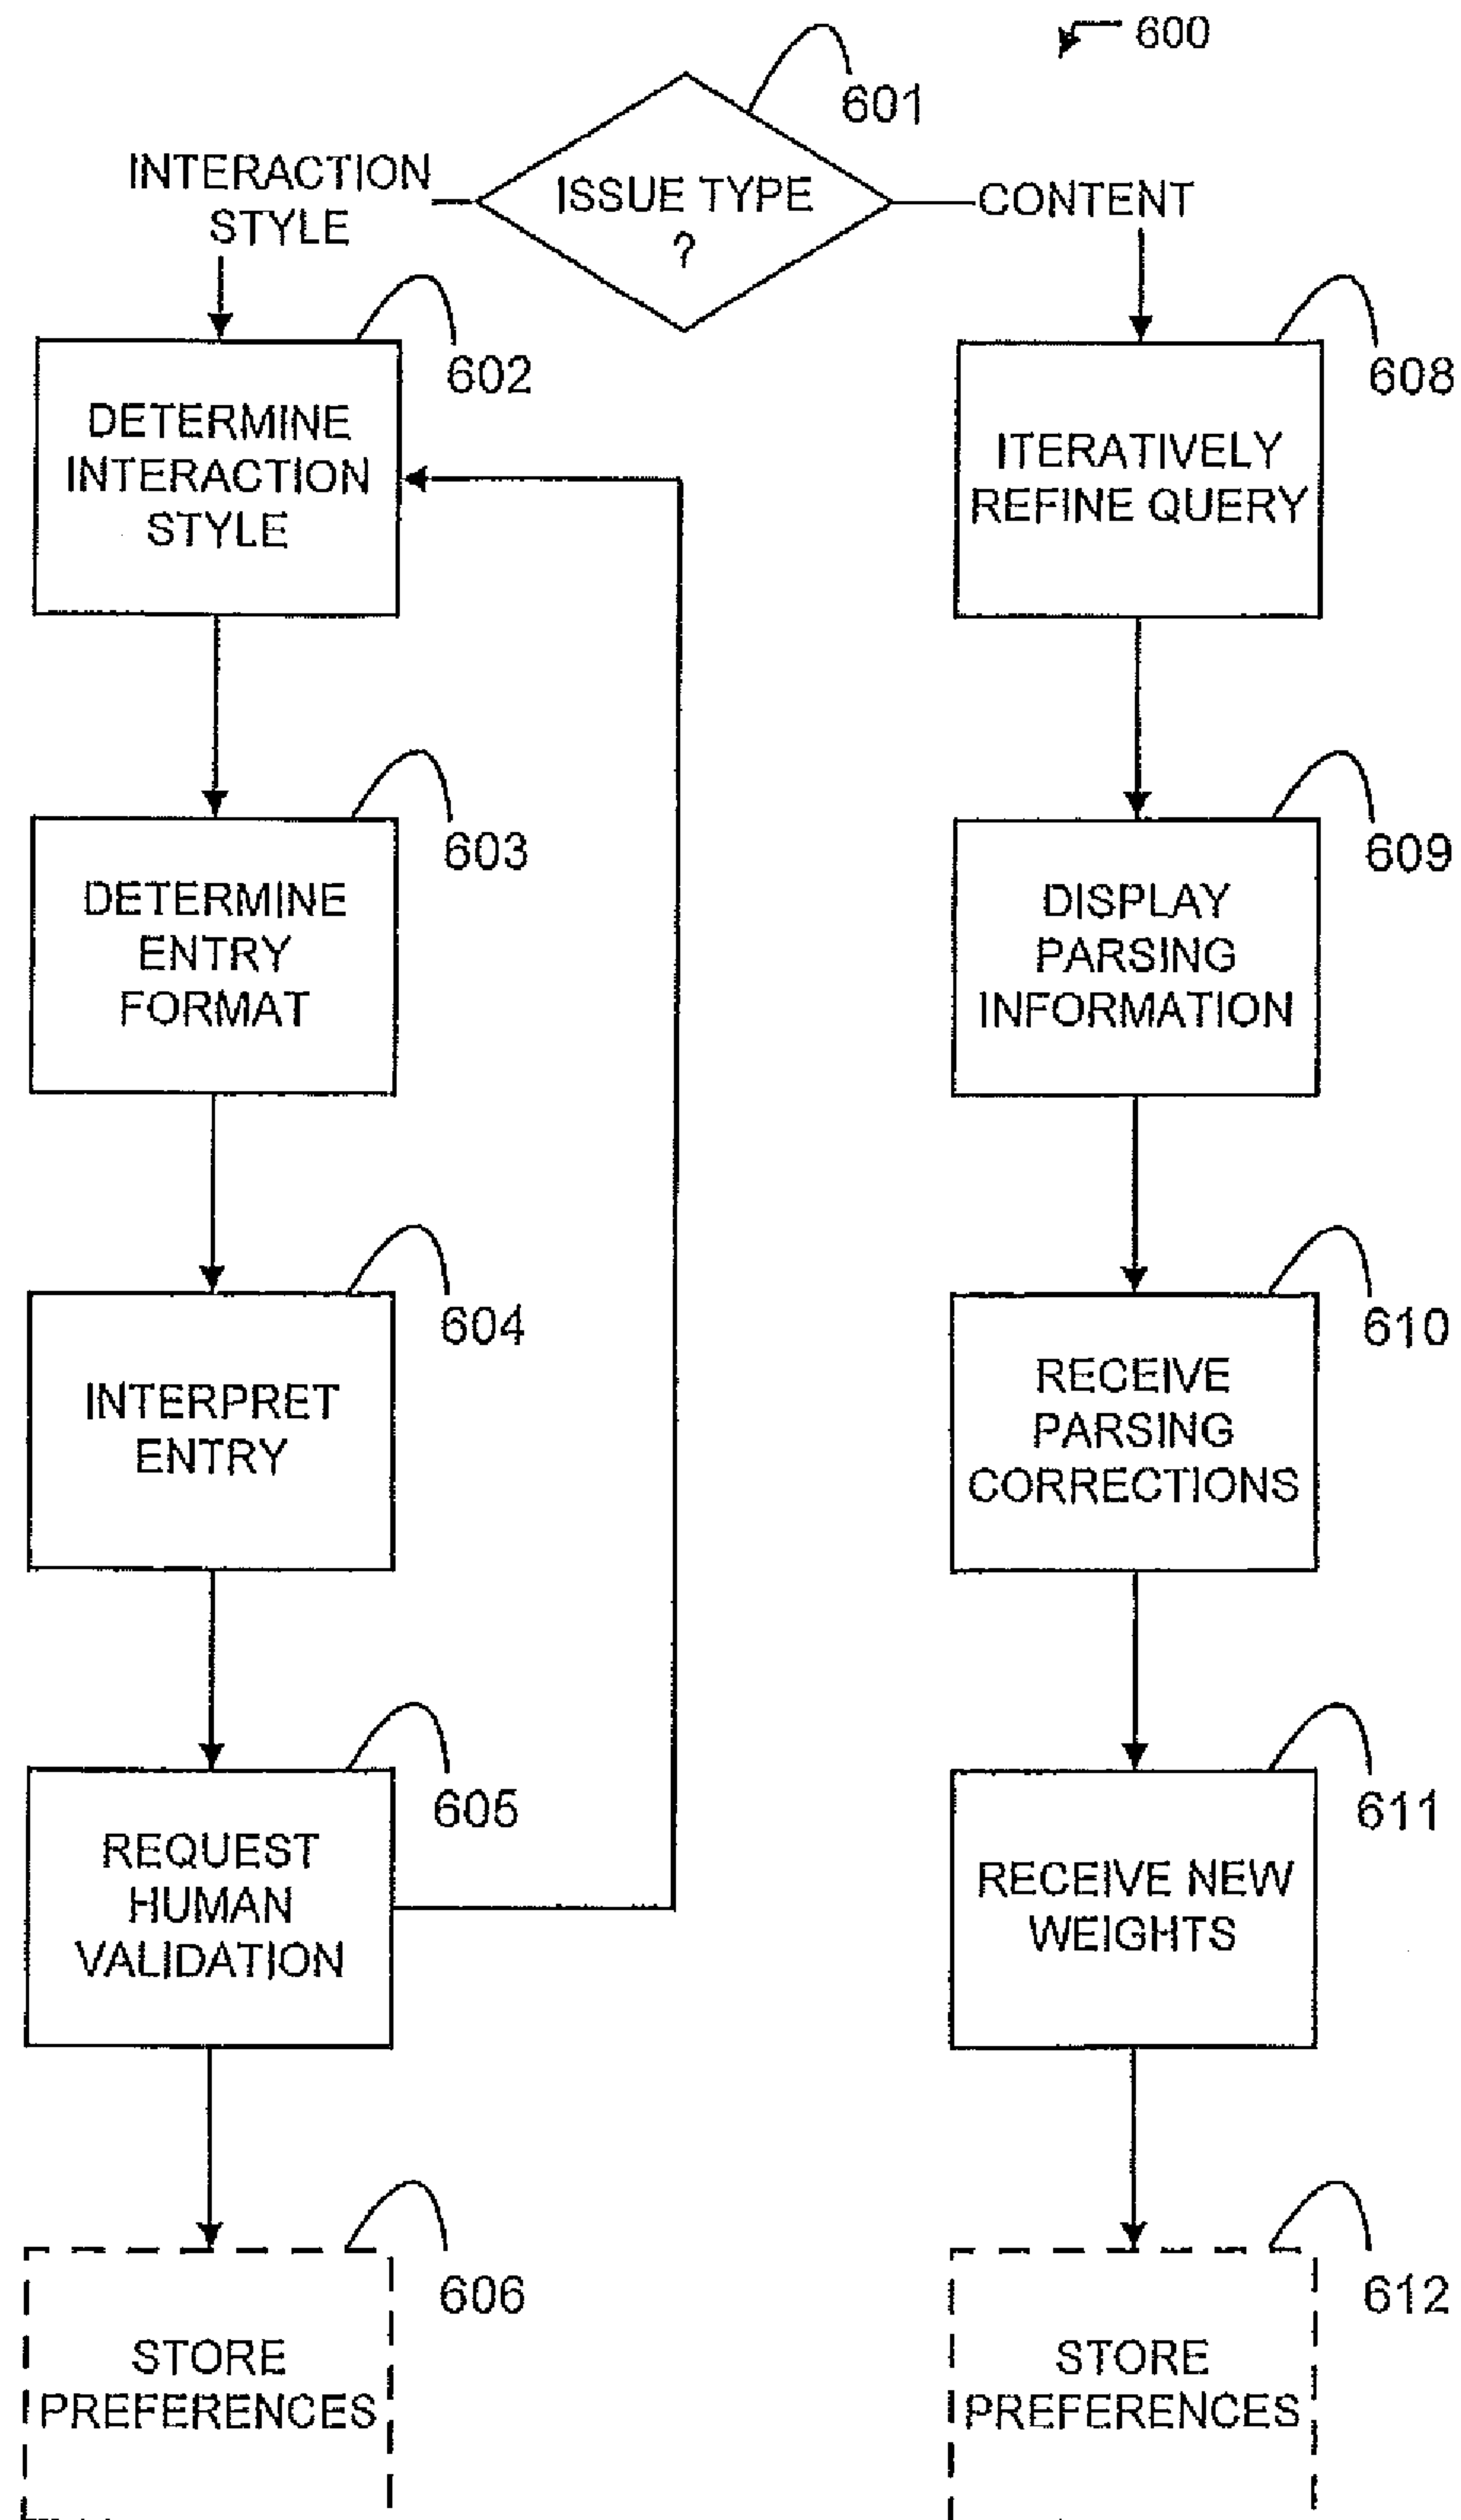 600
601
ISSUE TYPE
?
INTERACTION
STYLE
CONTENT
602
DETERMINE
INTERACTION
STYLE
603
DETERMINE
ENTRY
FORMAT
604
INTERPRET
ENTRY
605
REQUEST
HUMAN
VALIDATION
606
STORE
PREFERENCES
608
ITERATIVELY
REFINE QUERY
609
DISPLAY
PARSING
INFORMATION
610
RECEIVE
PARSING
CORRECTIONS
611
RECEIVE NEW
WEIGHTS
612
STORE
PREFERENCES